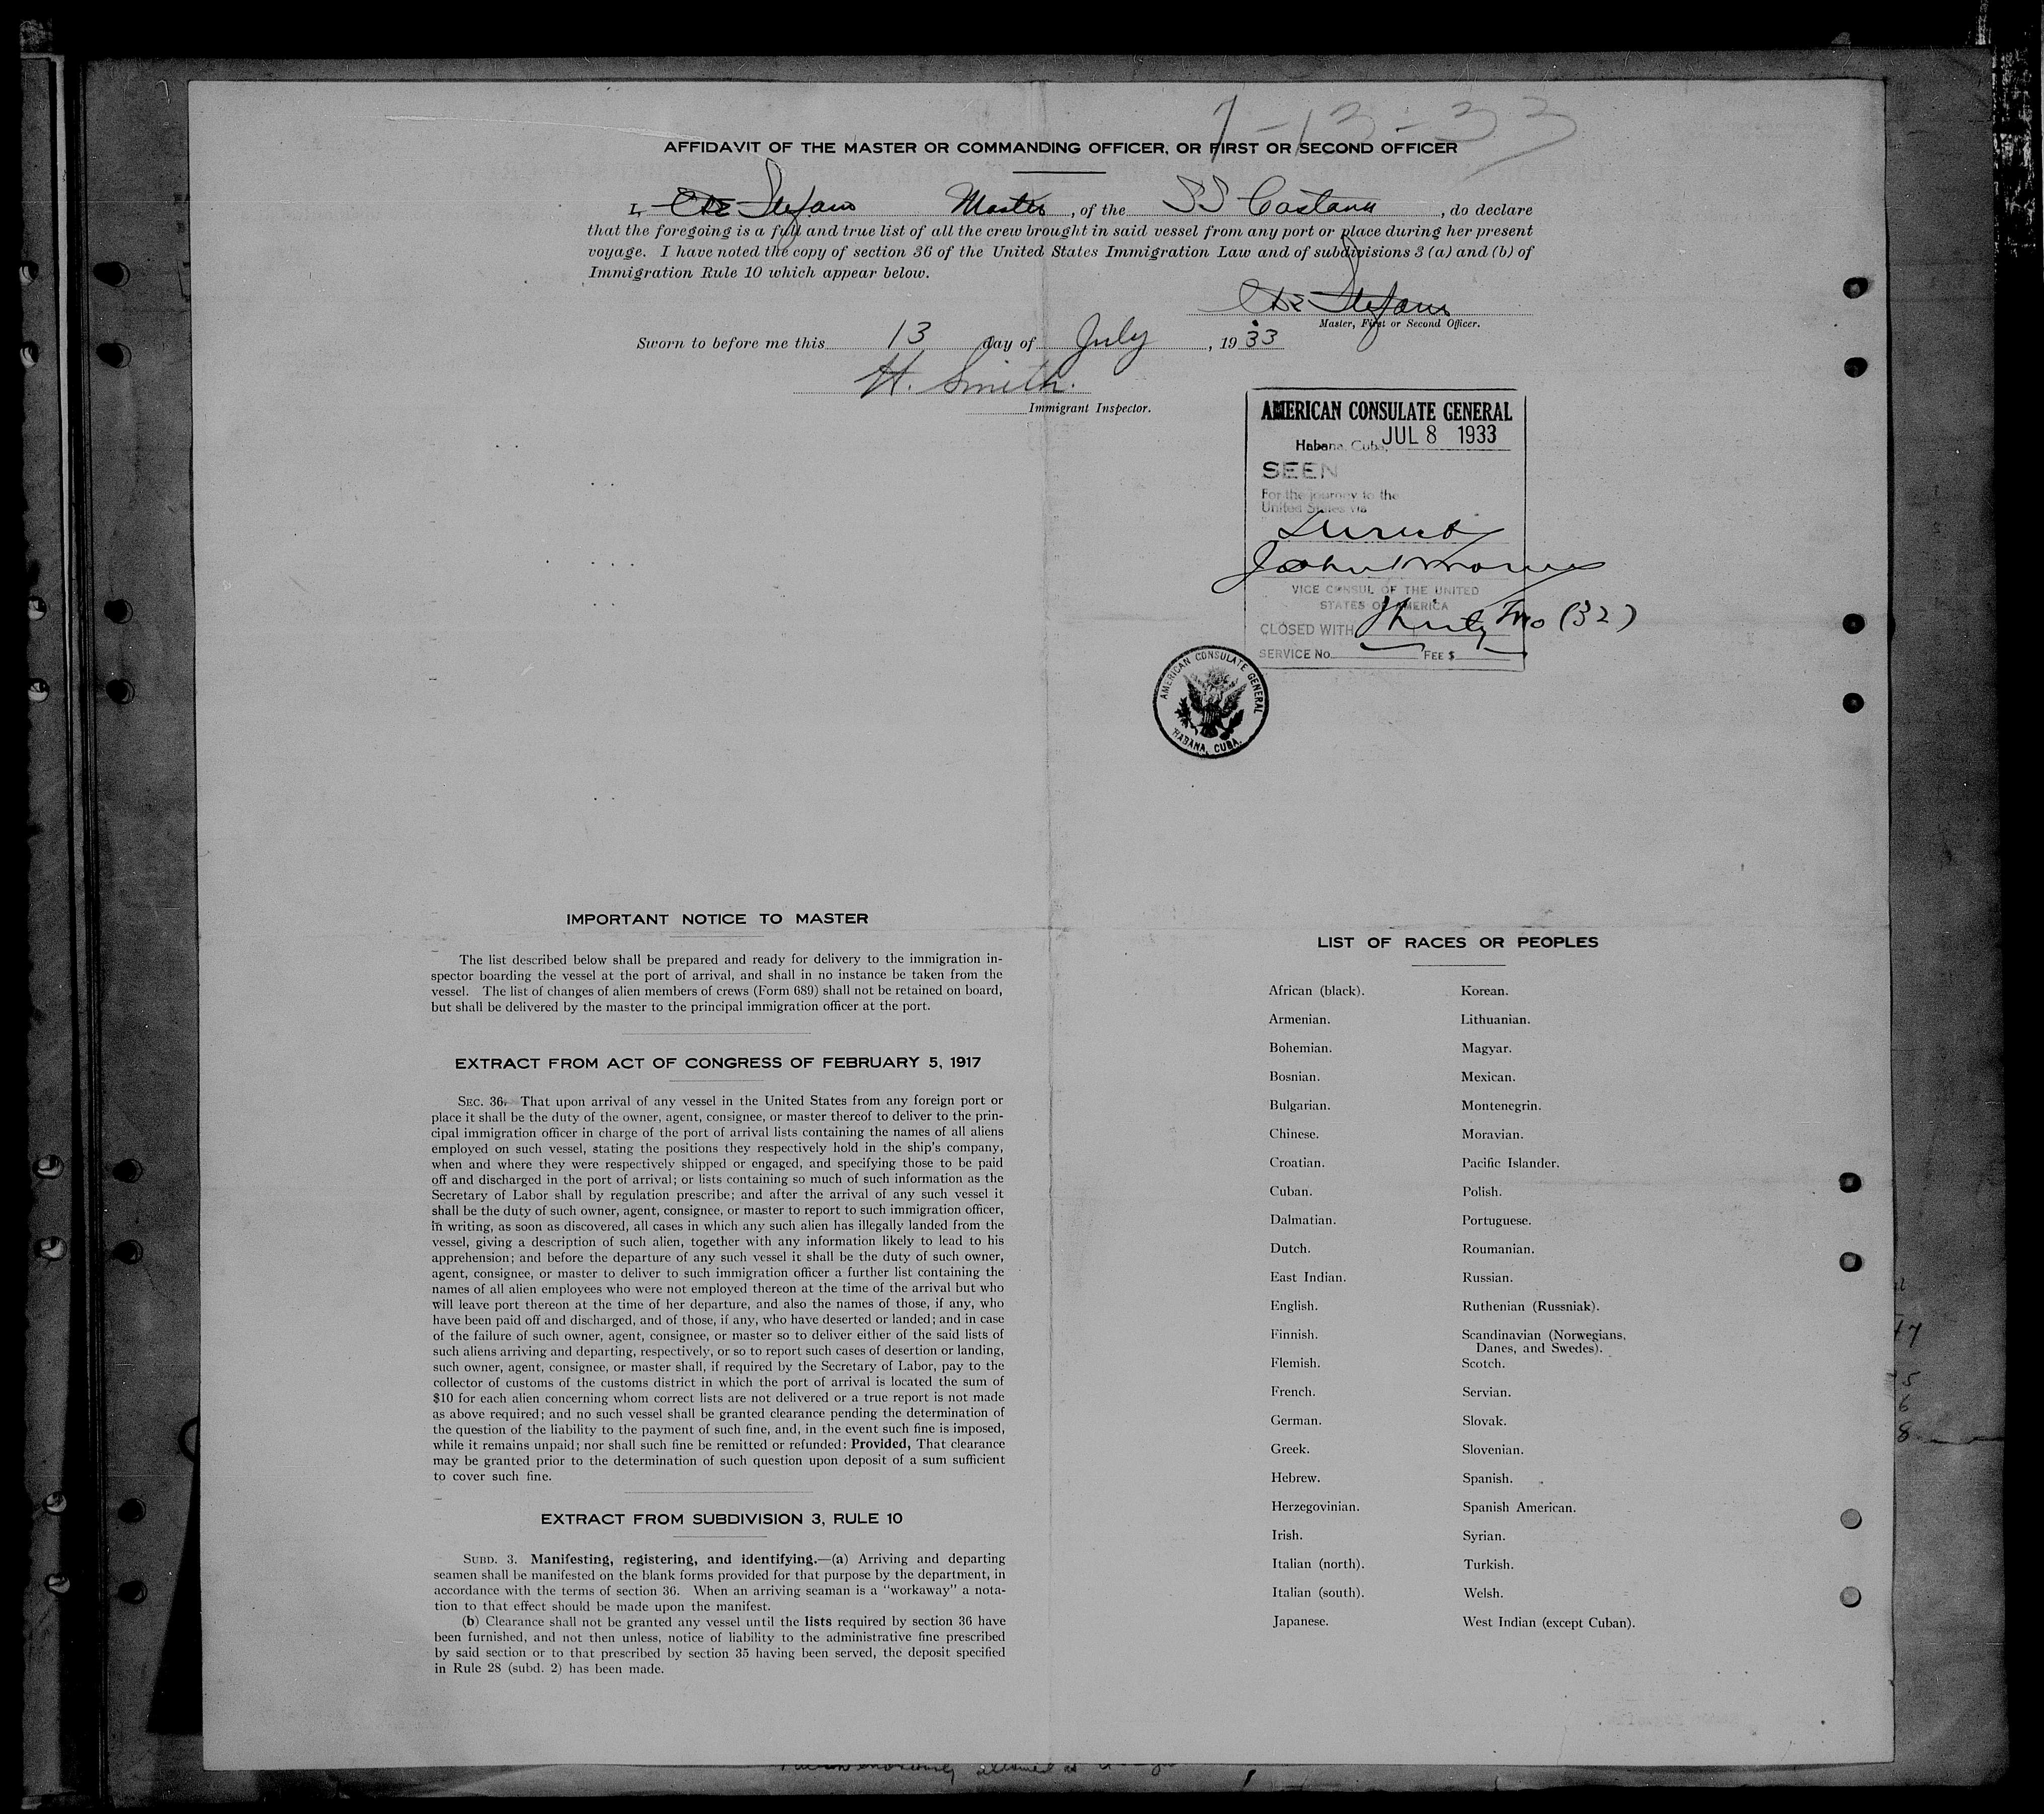 7-13-33
AFFIDAVIT OF THE MASTER OR COMMANDING OFFICER, OR FIRST OR SECOND OFFICER
I, De Stefano Master, of the SS Castana, do declare
that the foregoing is a full and true list of all the crew brought in said vessel from any port or place during her present
voyage. I have noted the copy of section 36 of the United States Immigration Law and of subdivisions 3 (a) and (b) of
Immigration Rule 10 which appear below.
De Stefano
Master, First or Second Officer.
Sworn to before me this 13 day of July, 1933
H. Smith.
Immigrant Inspector.
AMERICAN CONSULATE GENERAL
Habana, Cuba, JUL 8 1933
SEEN
For the journey to the
United States via
Direct
VICE CONSUL OF THE UNITED
STATES OF AMERICA
CLOSED WITH Thirty Two (32)
SERVICE No. FEE $
AMERICAN CONSULATE GENERAL
HABANA, CUBA.
IMPORTANT NOTICE TO MASTER
The list described below shall be prepared and ready for delivery to the immigration in-
spector boarding the vessel at the port of arrival, and shall in no instance be taken from the
vessel. The list of changes of alien members of crews (Form 689) shall not be retained on board,
but shall be delivered by the master to the principal immigration officer at the port.
EXTRACT FROM ACT OF CONGRESS OF FEBRUARY 5, 1917
SEC. 36. That upon arrival of any vessel in the United States from any foreign port or
place it shall be the duty of the owner, agent, consignee, or master thereof to deliver to the prin-
cipal immigration officer in charge of the port of arrival lists containing the names of all aliens
employed on such vessel, stating the positions they respectively hold in the ship's company,
when and where they were respectively shipped or engaged, and specifying those to be paid
off and discharged in the port of arrival; or lists containing so much of such information as the
Secretary of Labor shall by regulation prescribe; and after the arrival of any such vessel it
shall be the duty of such owner, agent, consignee, or master to report to such immigration officer,
in writing, as soon as discovered, all cases in which any such alien has illegally landed from the
vessel, giving a description of such alien, together with any information likely to lead to his
apprehension; and before the departure of any such vessel it shall be the duty of such owner,
agent, consignee, or master to deliver to such immigration officer a further list containing the
names of all alien employees who were not employed thereon at the time of the arrival but who
will leave port thereon at the time of her departure, and also the names of those, if any, who
have been paid off and discharged, and of those, if any, who have deserted or landed; and in case
of the failure of such owner, agent, consignee, or master so to deliver either of the said lists of
such aliens arriving and departing, respectively, or so to report such cases of desertion or landing,
such owner, agent, consignee, or master shall, if required by the Secretary of Labor, pay to the
collector of customs of the customs district in which the port of arrival is located the sum of
$10 for each alien concerning whom correct lists are not delivered or a true report is not made
as above required; and no such vessel shall be granted clearance pending the determination of
the question of the liability to the payment of such fine, and, in the event such fine is imposed,
while it remains unpaid; nor shall such fine be remitted or refunded: Provided, That clearance
may be granted prior to the determination of such question upon deposit of a sum sufficient
to cover such fine.
EXTRACT FROM SUBDIVISION 3, RULE 10
SUBD. 3. Manifesting, registering, and identifying.—(a) Arriving and departing
seamen shall be manifested on the blank forms provided for that purpose by the department, in
accordance with the terms of section 36. When an arriving seaman is a "workaway" a nota-
tion to that effect should be made upon the manifest.
(b) Clearance shall not be granted any vessel until the lists required by section 36 have
been furnished, and not then unless, notice of liability to the administrative fine prescribed
by said section or to that prescribed by section 35 having been served, the deposit specified
in Rule 28 (subd. 2) has been made.
LIST OF RACES OR PEOPLES
African (black). Korean.
Armenian. Lithuanian.
Bohemian. Magyar.
Bosnian. Mexican.
Bulgarian. Montenegrin.
Chinese. Moravian.
Croatian. Pacific Islander.
Cuban. Polish.
Dalmatian. Portuguese.
Dutch. Roumanian.
East Indian. Russian.
English. Ruthenian (Russniak).
Finnish. Scandinavian (Norwegians,
Danes, and Swedes).
Flemish. Scotch.
French. Servian.
German. Slovak.
Greek. Slovenian.
Hebrew. Spanish.
Herzegovinian. Spanish American.
Irish. Syrian.
Italian (north). Turkish.
Italian (south). Welsh.
Japanese. West Indian (except Cuban).